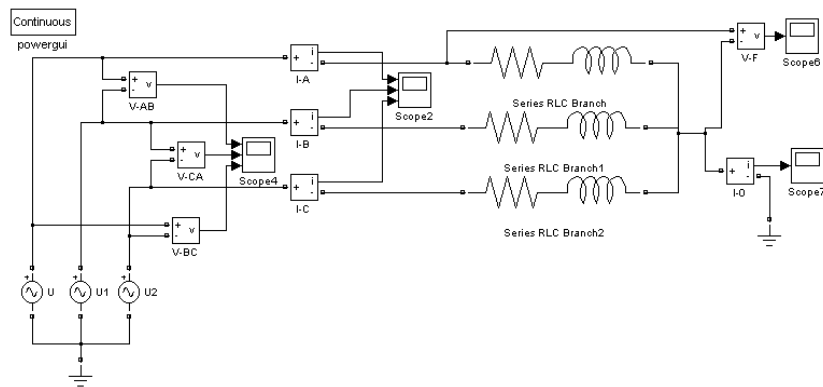 Continuous
powergui
+
-
v
V-AB
+
-
v
V-CA
+
-
v
V-BC
Scope4
+
-
i
I-A
+
-
i
I-B
+
-
i
I-C
Scope2
Series RLC Branch
Series RLC Branch1
Series RLC Branch2
+
-
v
V-F
Scope6
+
i
-
I-0
Scope7
+
U
+
U1
+
U2